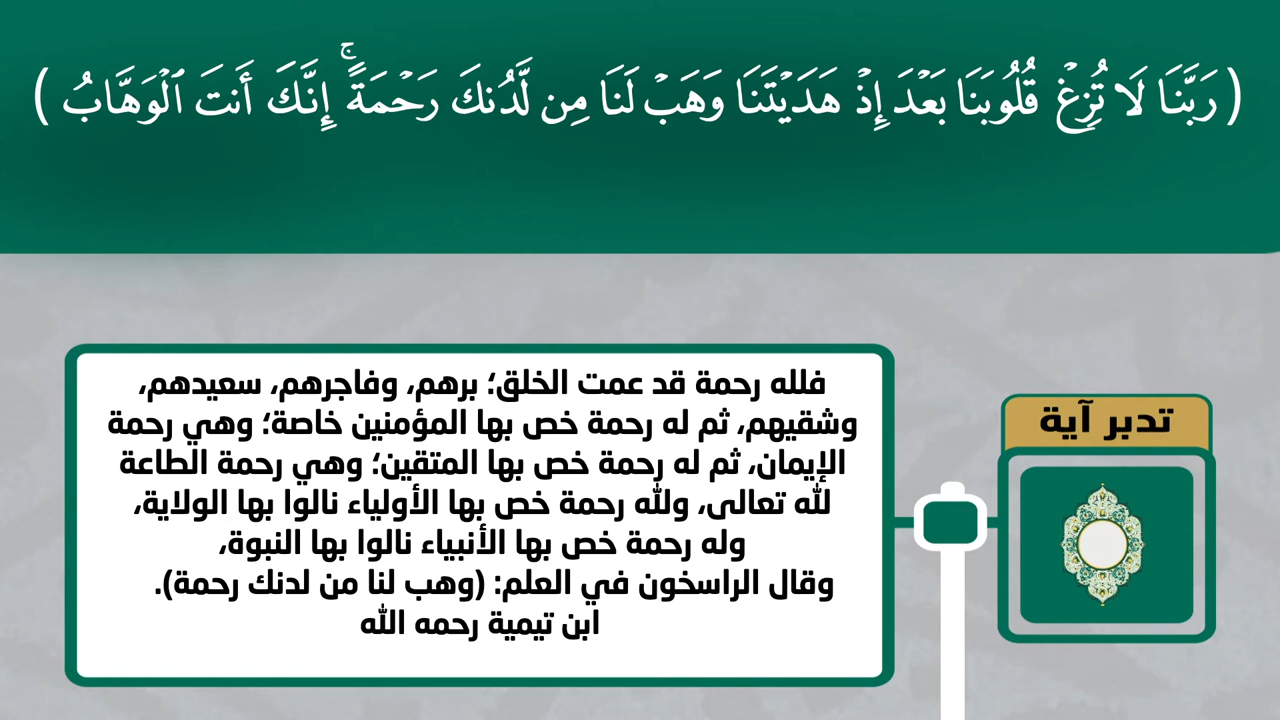 ( رَبَّنَا لَا تُزِغْ قُلُوبَنَا بَعْدَ إِذْ هَدَيْتَنَا وَهَبْ لَنَا مِن لَّدُنكَ رَحْمَةً ۚ إِنَّكَ أَنتَ ٱلْوَهَّابُ )
فلله رحمة قد عمت الخلق؛ برهم، وفاجرهم، سعيدهم،
وشقيهم، ثم له رحمة خص بها المؤمنين خاصة؛ وهي رحمة
الإيمان، ثم له رحمة خص بها المتقين؛ وهي رحمة الطاعة
لله تعالى، ولله رحمة خص بها الأولياء نالوا بها الولاية،
وله رحمة خص بها الأنبياء نالوا بها النبوة،
وقال الراسخون في العلم: (وهب لنا من لدنك رحمة).
ابن تيمية رحمه الله
تدبر آية